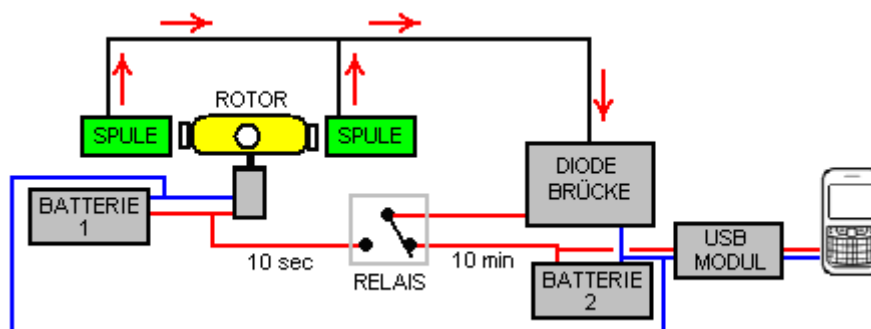 ROTOR
SPULE
SPULE
DIODE
BRÜCKE
BATTERIE
1
10 sec
10 min
RELAIS
USB
MODUL
BATTERIE
2